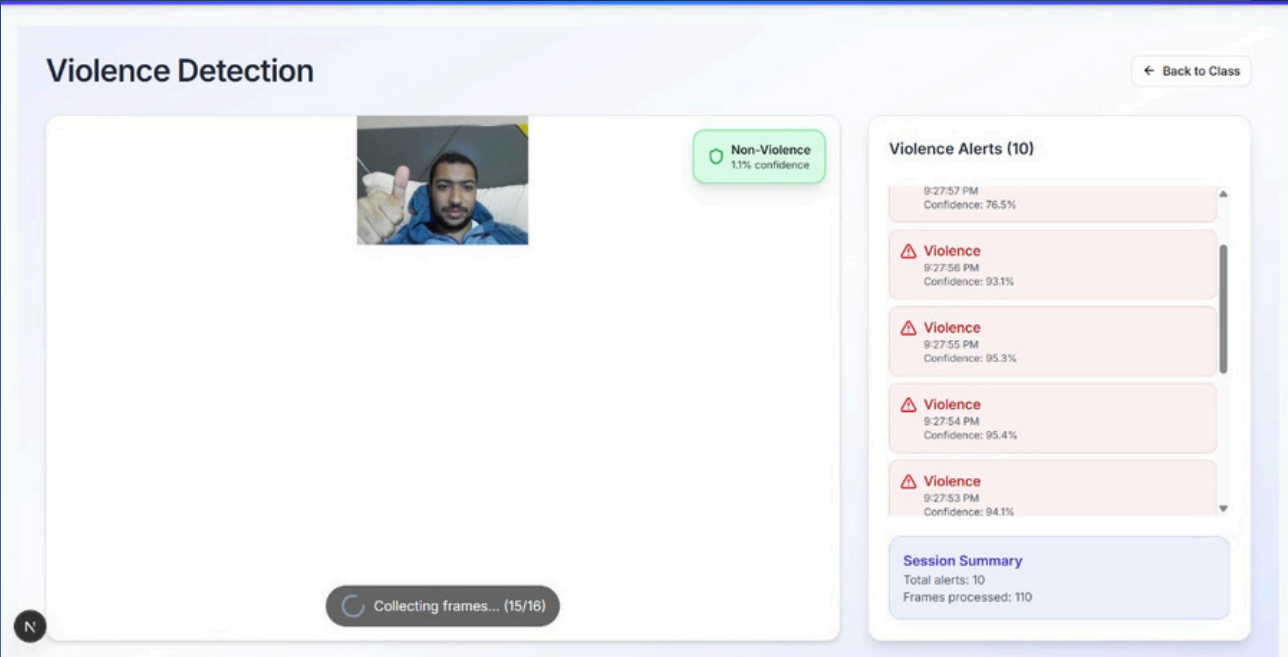 Violence Detection
← Back to Class
Non-Violence
1.1% confidence
Collecting frames... (15/16)
N
Violence Alerts (10)
9:27:57 PM
Confidence: 76.5%
Violence
9:27:56 PM
Confidence: 93.1%
Violence
9:27:55 PM
Confidence: 95.3%
Violence
9:27:54 PM
Confidence: 95.4%
Violence
9:27:53 PM
Confidence: 94.1%
Session Summary
Total alerts: 10
Frames processed: 110